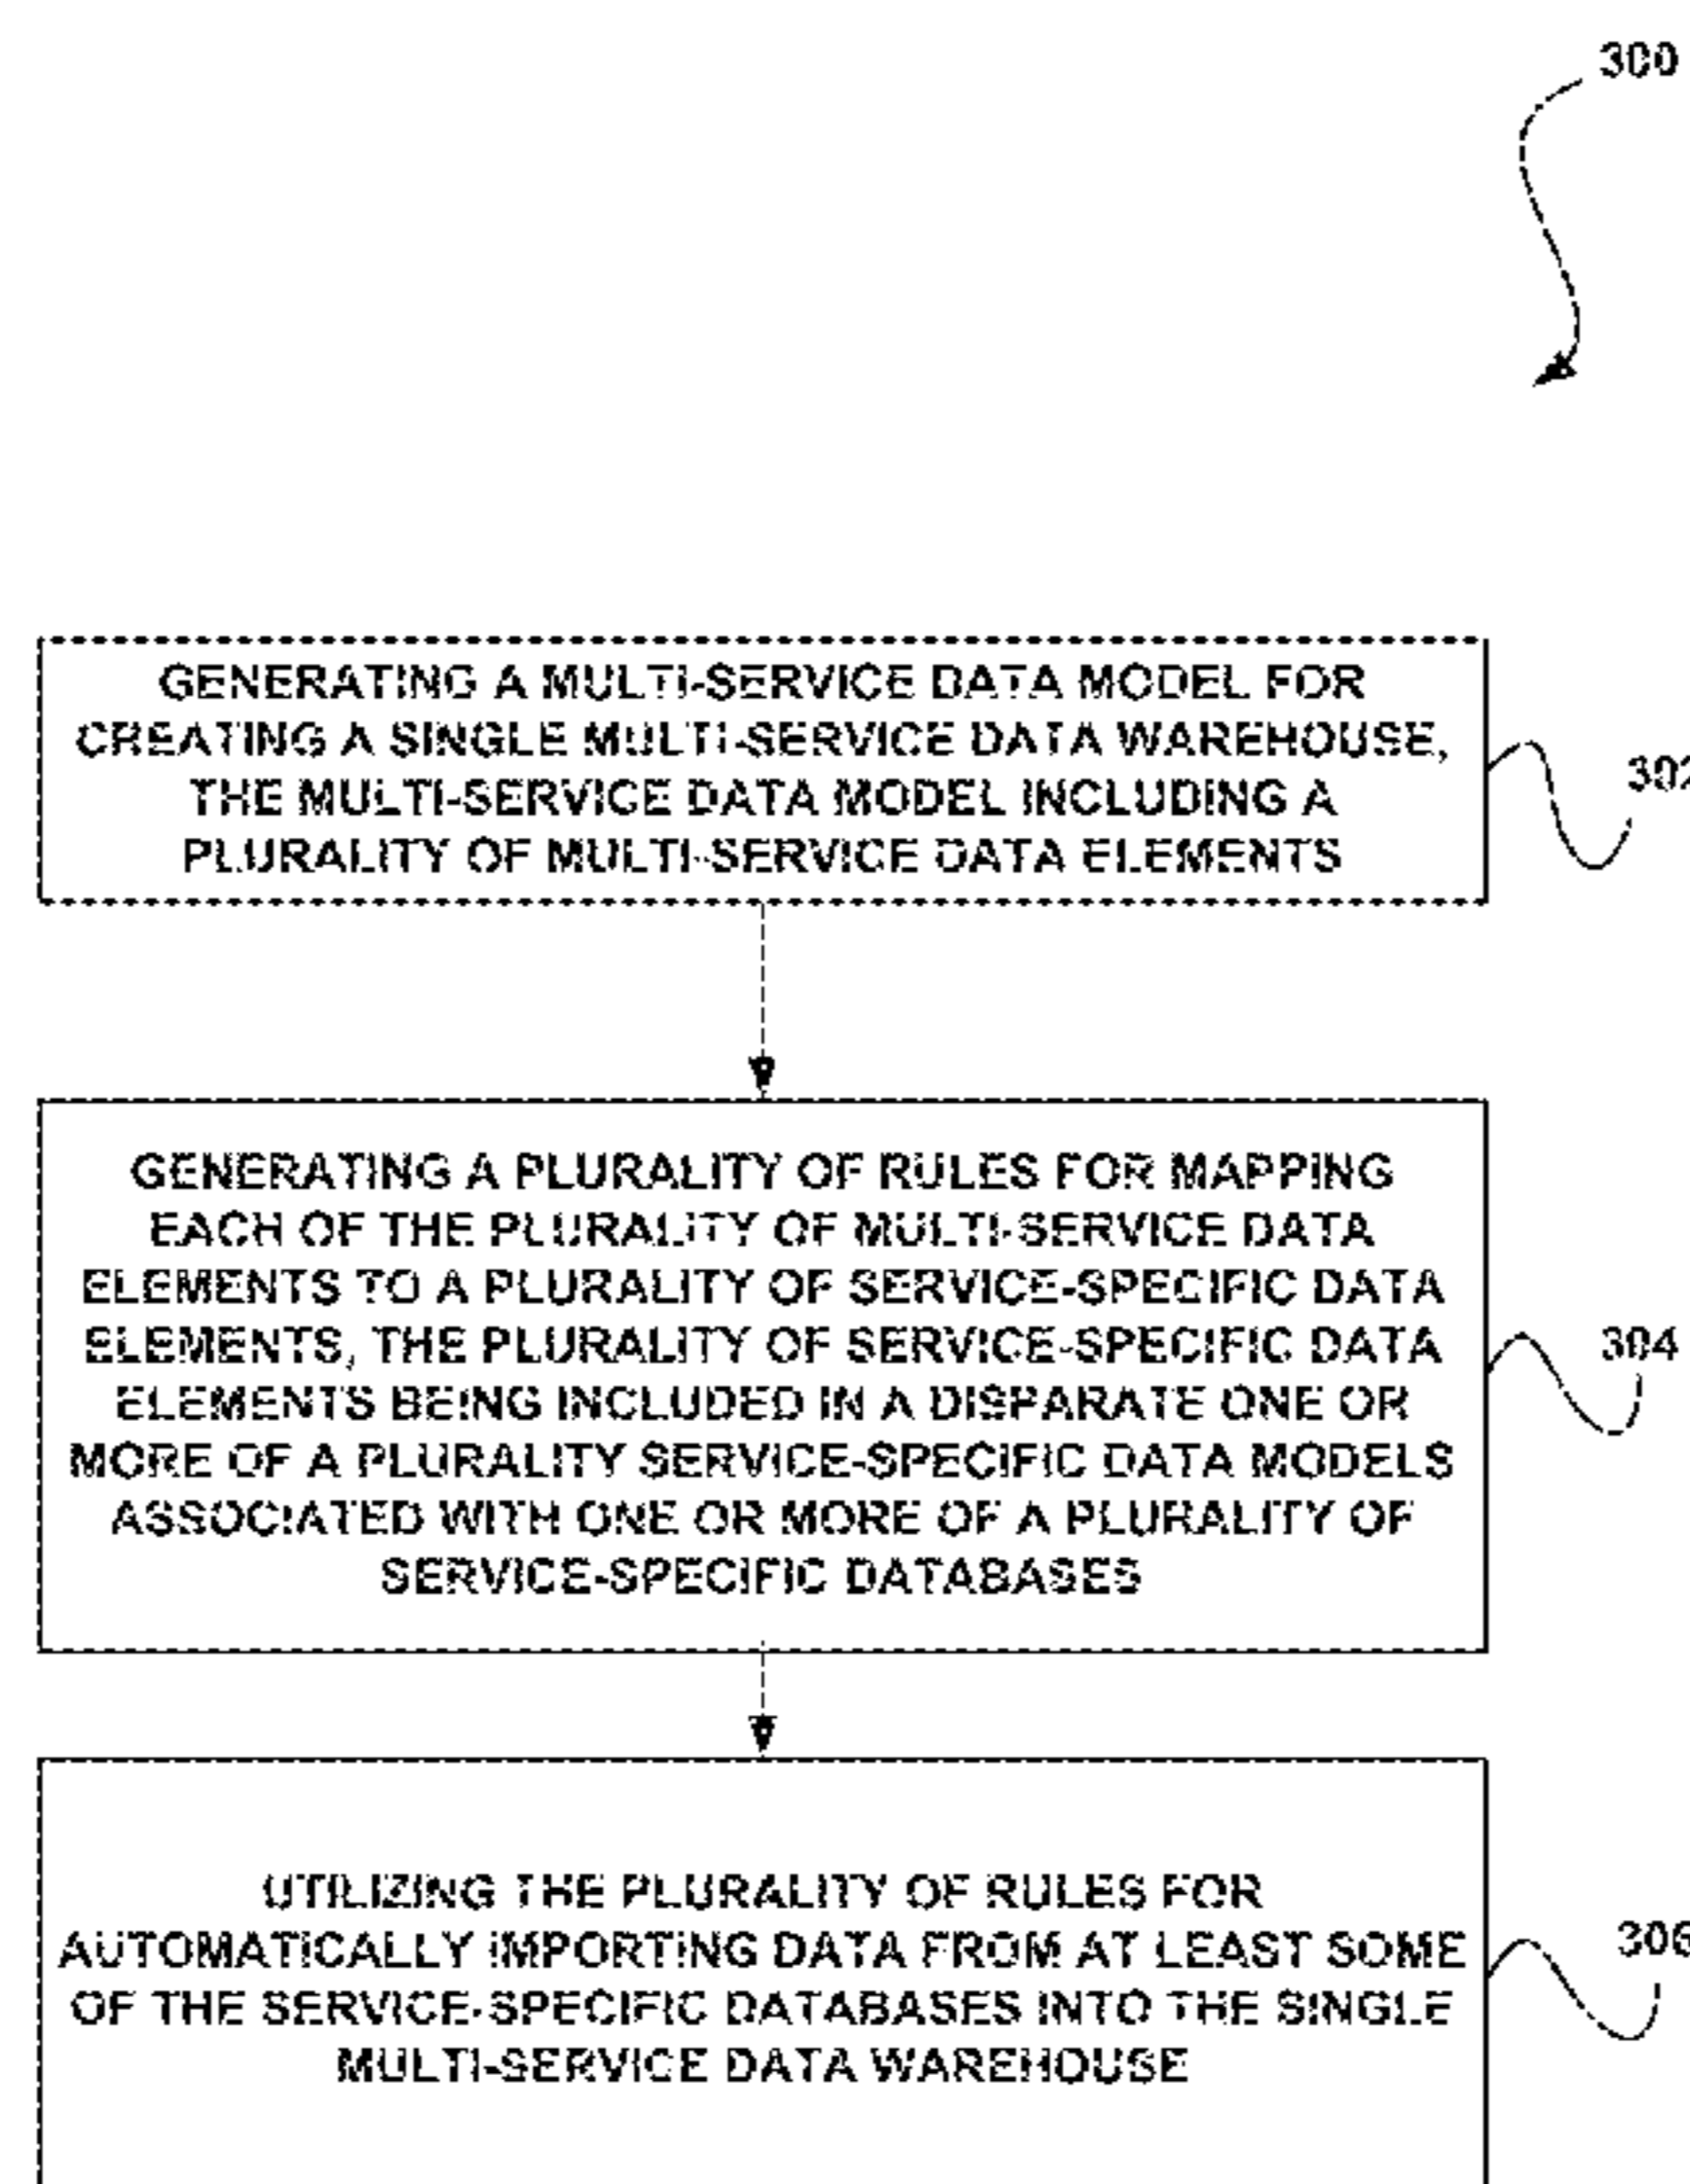 300
GENERATING A MULTI-SERVICE DATA MODEL FOR
CREATING A SINGLE MULTI-SERVICE DATA WAREHOUSE,
THE MULTI-SERVICE DATA MODEL INCLUDING A
PLURALITY OF MULTI-SERVICE DATA ELEMENTS
302
GENERATING A PLURALITY OF RULES FOR MAPPING
EACH OF THE PLURALITY OF MULTI-SERVICE DATA
ELEMENTS TO A PLURALITY OF SERVICE-SPECIFIC DATA
ELEMENTS, THE PLURALITY OF SERVICE-SPECIFIC DATA
ELEMENTS BEING INCLUDED IN A DISPARATE ONE OR
MORE OF A PLURALITY SERVICE-SPECIFIC DATA MODELS
ASSOCIATED WITH ONE OR MORE OF A PLURALITY OF
SERVICE-SPECIFIC DATABASES
304
UTILIZING THE PLURALITY OF RULES FOR
AUTOMATICALLY IMPORTING DATA FROM AT LEAST SOME
OF THE SERVICE-SPECIFIC DATABASES INTO THE SINGLE
MULTI-SERVICE DATA WAREHOUSE
306